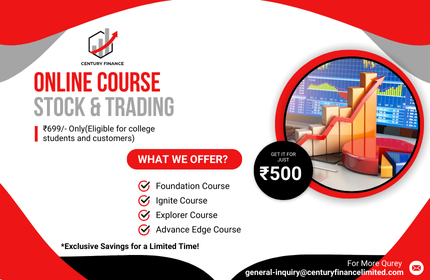 CENTURY FINANCE
ONLINE COURSE
STOCK & TRADING
₹699/- Only(Eligible for college
students and customers)
WHAT WE OFFER?
GET IT FOR
JUST
₹500
Foundation Course
Ignite Course
Explorer Course
Advance Edge Course
*Exclusive Savings for a Limited Time!
For More Qurey
general-inquiry@centuryfinancelimited.com